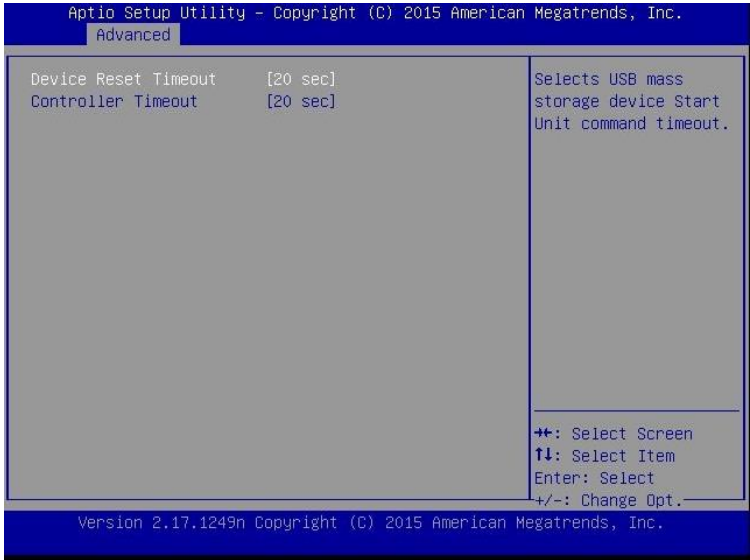 Aptio Setup Utility – Copyright (C) 2015 American Megatrends, Inc.
Advanced
Device Reset Timeout [20 sec]
Controller Timeout [20 sec]
Selects USB mass
storage device Start
Unit command timeout.
→←: Select Screen
↑↓: Select Item
Enter: Select
+/-: Change Opt.
Version 2.17.1249n Copyright (C) 2015 American Megatrends, Inc.